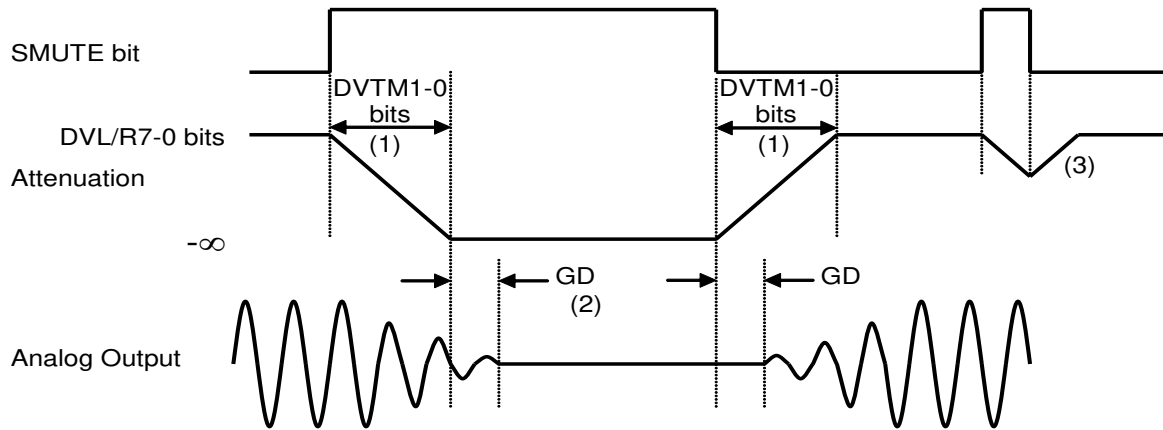 SMUTE bit
DVTM1-0
bits
(1)
DVTM1-0
bits
(1)
DVL/R7-0 bits
Attenuation
(3)
-∞
GD
(2)
GD
Analog Output